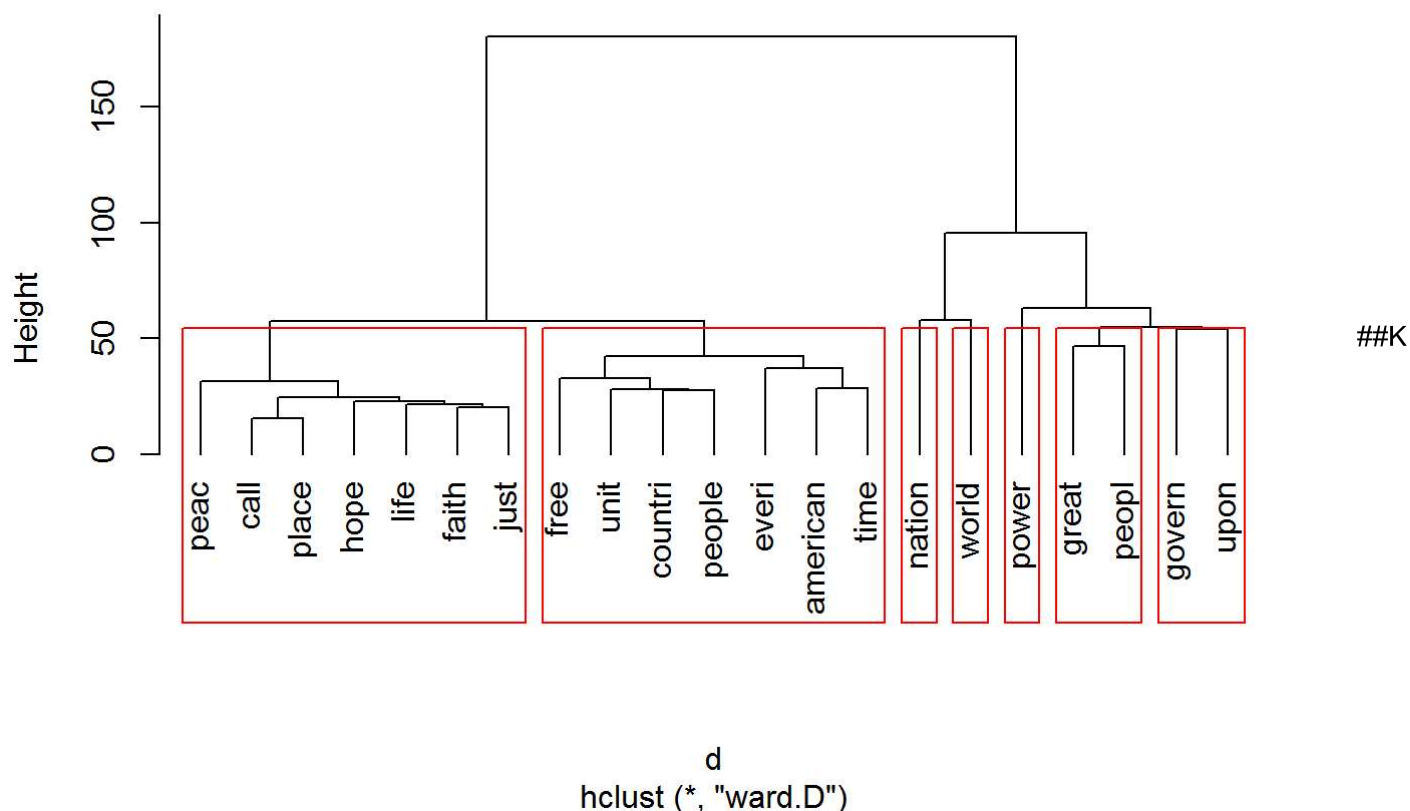 150
100
50
0
Height
##K
peac
call
place
hope
life
faith
just
free
unit
countri
people
everi
american
time
nation
world
power
great
peopl
govern
upon
d
hclust (*, "ward.D")